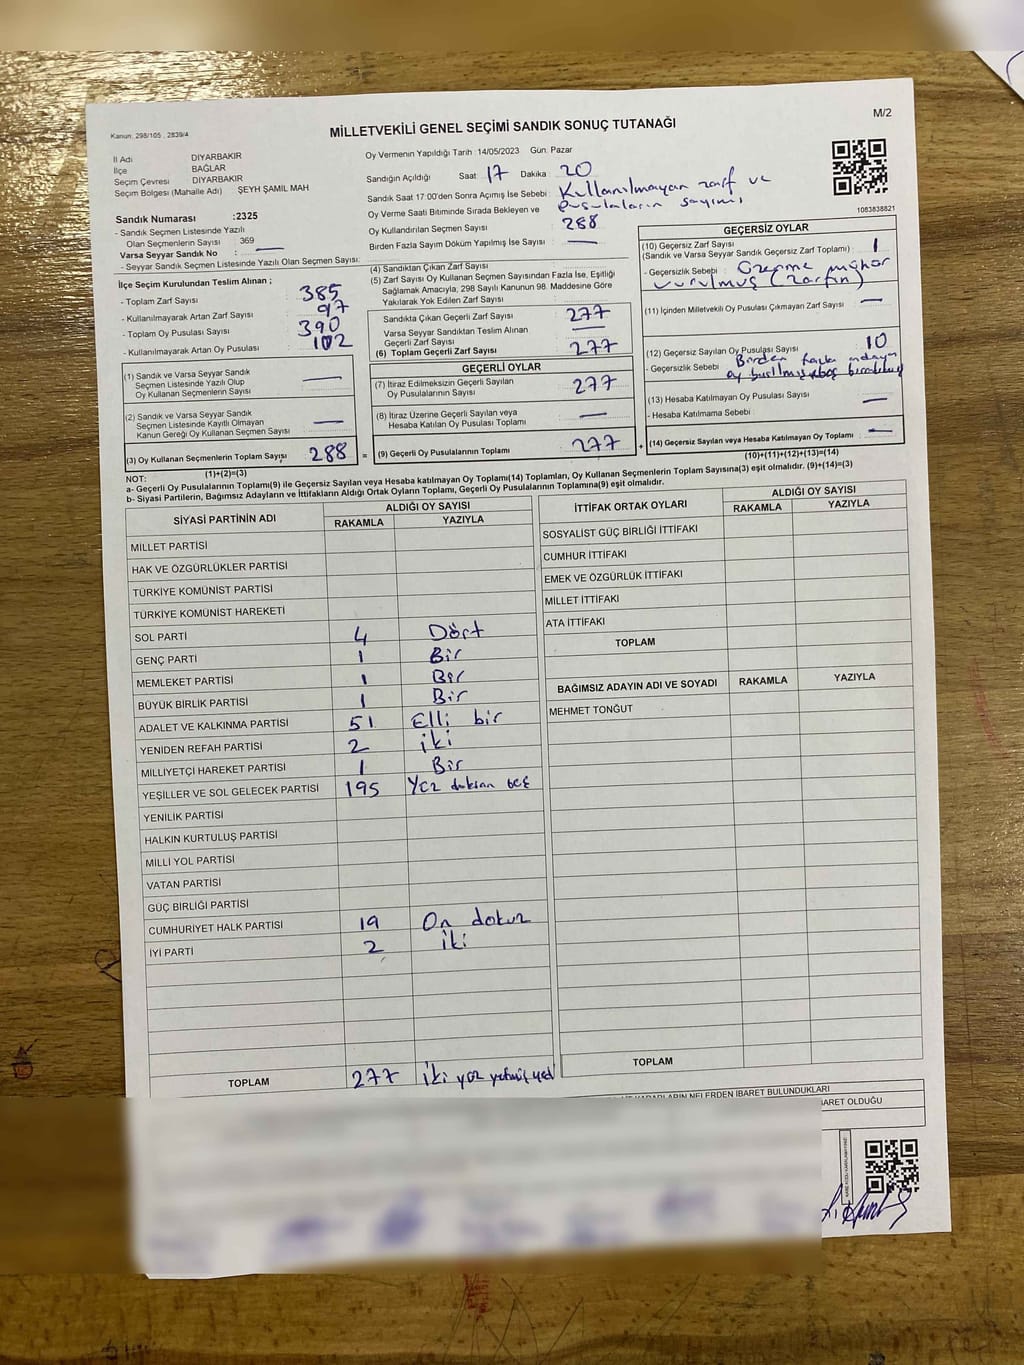 M/2
Kanun: 298/105 , 2839/4
MİLLETVEKİLİ GENEL SEÇİMİ SANDIK SONUÇ TUTANAĞI
İl Adı DİYARBAKIR
İlçe BAĞLAR
Seçim Çevresi DİYARBAKIR
Seçim Bölgesi (Mahalle Adı) : ŞEYH ŞAMİL MAH
Sandık Numarası :2325
- Sandık Seçmen Listesinde Yazılı
Olan Seçmenlerin Sayısı : 369
Varsa Seyyar Sandık No :
- Seyyar Sandık Seçmen Listesinde Yazılı Olan Seçmen Sayısı:
Oy Vermenin Yapıldığı Tarih : 14/05/2023 Gün: Pazar
Sandığın Açıldığı Saat 17 Dakika : 20
Sandık Saat 17:00'den Sonra Açımış İse Sebebi : Kullanılmayan zarf ve
pusulaların sayımı
Oy Verme Saati Bitiminde Sırada Bekleyen ve
Oy Kullandırılan Seçmen Sayısı : 288
Birden Fazla Sayım Döküm Yapılmış İse Sayısı : —
1083838821
İlçe Seçim Kurulundan Teslim Alınan ;
- Toplam Zarf Sayısı : 385
- Kullanılmayarak Artan Zarf Sayısı : 97
- Toplam Oy Pusulası Sayısı : 390
- Kullanılmayarak Artan Oy Pusulası : 102
(1) Sandık ve Varsa Seyyar Sandık
Seçmen Listesinde Yazılı Olup
Oy Kullanan Seçmenlerin Sayısı —
(2) Sandık ve Varsa Seyyar Sandık
Seçmen Listesinde Kayıtlı Olmayan
Kanun Gereği Oy Kullanan Seçmen Sayısı —
(3) Oy Kullanan Seçmenlerin Toplam Sayısı : 288
(1)+(2)=(3)
(4) Sandıktan Çıkan Zarf Sayısı :
(5) Zarf Sayısı Oy Kullanan Seçmen Sayısından Fazla İse, Eşitliği
Sağlamak Amacıyla, 298 Sayılı Kanunun 98. Maddesine Göre
Yakılarak Yok Edilen Zarf Sayısı :
Sandıkta Çıkan Geçerli Zarf Sayısı : 277
Varsa Seyyar Sandıktan Teslim Alınan
Geçerli Zarf Sayısı : —
(6) Toplam Geçerli Zarf Sayısı : 277
GEÇERLİ OYLAR
(7) İtiraz Edilmeksizin Geçerli Sayılan
Oy Pusulalarının Sayısı : 277
(8) İtiraz Üzerine Geçerli Sayılan veya
Hesaba Katılan Oy Pusulası Toplamı : —
= (9) Geçerli Oy Pusulalarının Toplamı : 277 +
GEÇERSİZ OYLAR
(10) Geçersiz Zarf Sayısı
(Sandık ve Varsa Seyyar Sandık Geçersiz Zarf Toplamı) : 1
- Geçersizlik Sebebi : Üzerine mühür
vurulmuş (zarfın)
(11) İçinden Milletvekili Oy Pusulası Çıkmayan Zarf Sayısı : —
(12) Geçersiz Sayılan Oy Pusulası Sayısı : 10
- Geçersizlik Sebebi : Birden fazla adaya
oy
(13) Hesaba Katılmayan Oy Pusulası Sayısı : —
- Hesaba Katılmama Sebebi :
(14) Geçersiz Sayılan veya Hesaba Katılmayan Oy Toplamı : —
(10)+(11)+(12)+(13)=(14)
NOT:
a- Geçerli Oy Pusulaları(9) ile Geçersiz Sayılan veya Hesaba katılmayan Oy Toplamı(14) Toplamları, Oy Kullanan Seçmenlerin Toplam Sayısına(3) eşit olmalıdır. (9)+(14)=(3)
b- Siyasi Partilerin, Bağımsız Adayların ve İttifakların Aldığı Ortak Oyların Toplamı, Geçerli Oy Pusulalarının Toplamına(9) eşit olmalıdır.
SİYASİ PARTİNİN ADI ALDIĞI OY SAYISI
RAKAMLA YAZIYLA
MİLLET PARTİSİ
HAK VE ÖZGÜRLÜKLER PARTİSİ
TÜRKİYE KOMÜNİST PARTİSİ
TÜRKİYE KOMÜNİST HAREKETİ
SOL PARTİ 4 Dört
GENÇ PARTİ 1 Bir
MEMLEKET PARTİSİ 1 Bir
BÜYÜK BİRLİK PARTİSİ 1 Bir
ADALET VE KALKINMA PARTİSİ 51 Elli bir
YENİDEN REFAH PARTİSİ 2 iki
MİLLİYETÇİ HAREKET PARTİSİ 1 Bir
YEŞİLLER VE SOL GELECEK PARTİSİ 195 Yüz doksan beş
YENİLİK PARTİSİ
HALKIN KURTULUŞ PARTİSİ
MİLLİ YOL PARTİSİ
VATAN PARTİSİ
GÜÇ BİRLİĞİ PARTİSİ
CUMHURİYET HALK PARTİSİ 19 On dokuz
İYİ PARTİ 2 iki
TOPLAM 277 iki yüz yetmiş yedi
İTTİFAK ORTAK OYLARI ALDIĞI OY SAYISI
RAKAMLA YAZIYLA
SOSYALİST GÜÇ BİRLİĞİ İTTİFAKI
CUMHUR İTTİFAKI
EMEK VE ÖZGÜRLÜK İTTİFAKI
MİLLET İTTİFAKI
ATA İTTİFAKI
TOPLAM
BAĞIMSIZ ADAYIN ADI VE SOYADI RAKAMLA YAZIYLA
MEHMET TONĞUT
TOPLAM
NELERDEN İBARET BULUNDUKLARI
İBARET OLDUĞU